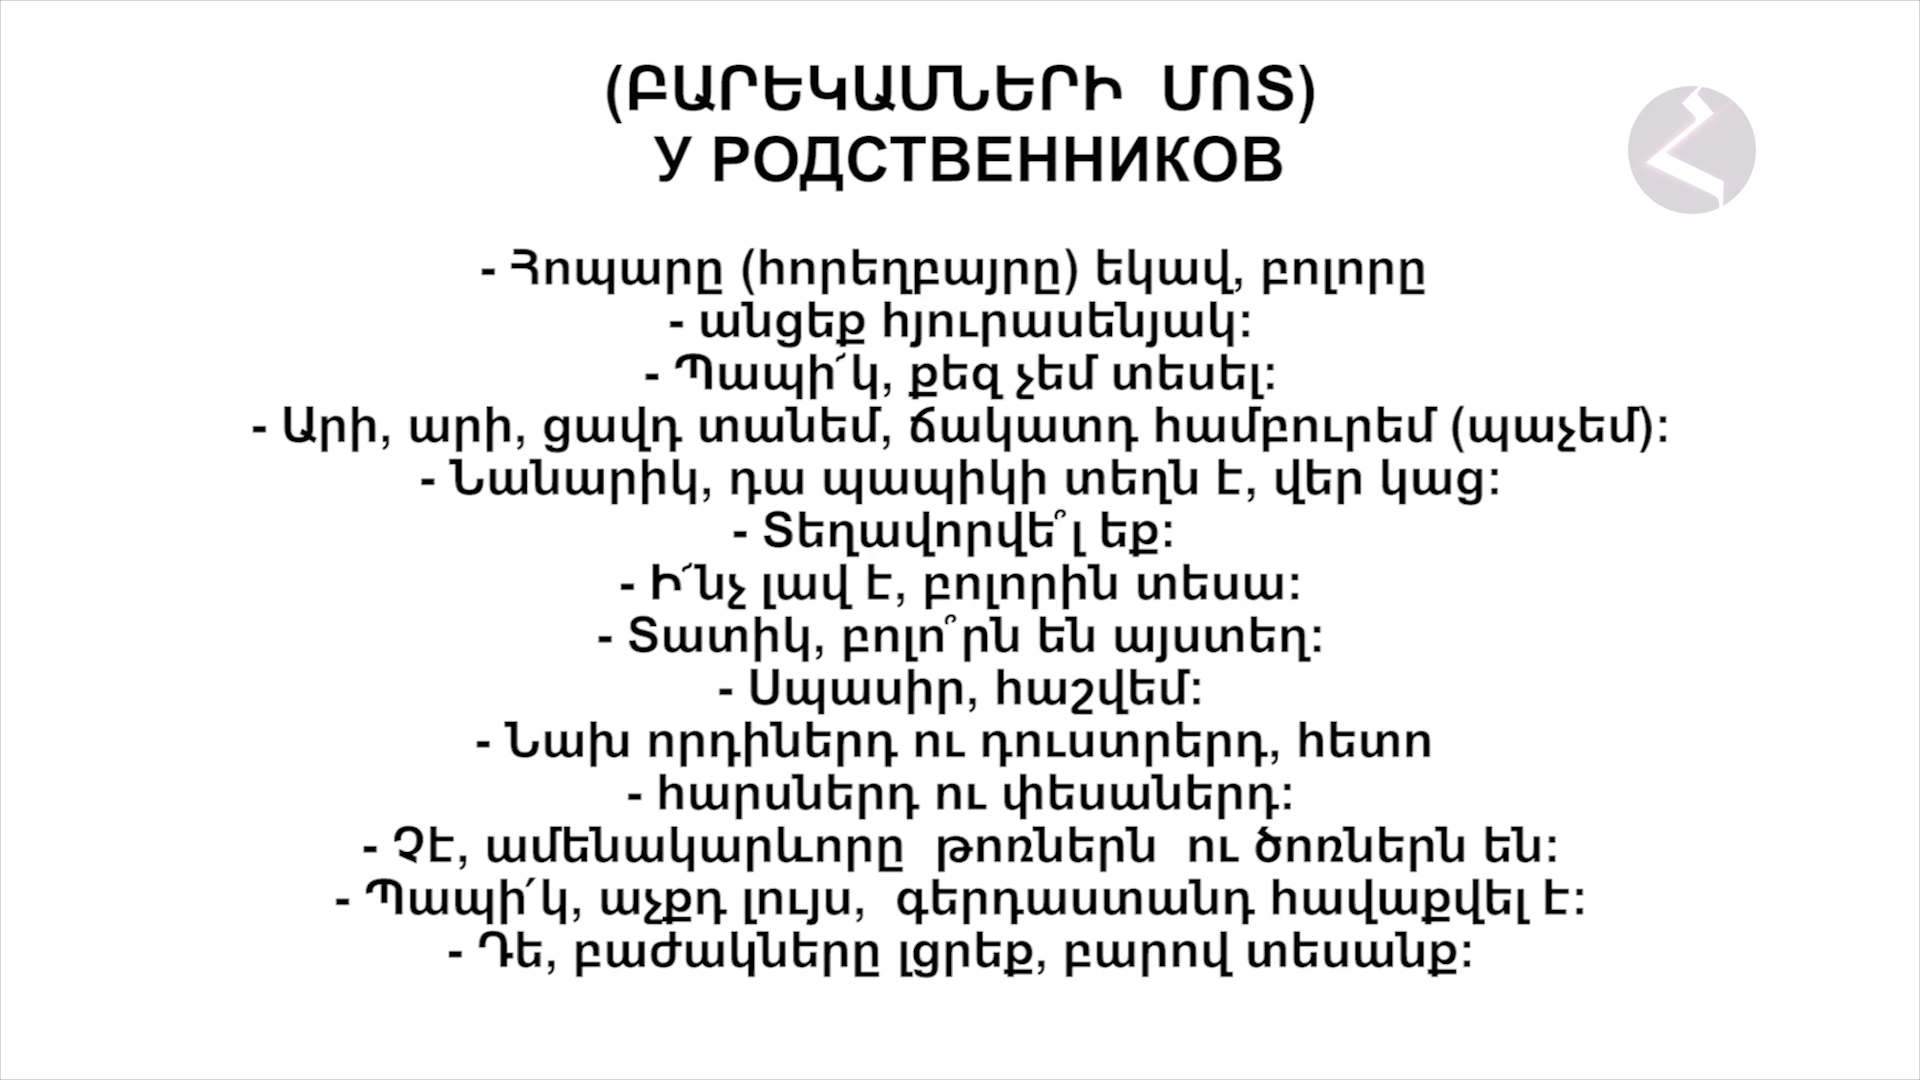 (ԲԱՐԵԿԱՄՆԵՐԻ ՄՈՏ)
У РОДСТВЕННИКОВ
- Հոպարը (հորեղբայրը) եկավ, բոլորը
- անցեք հյուրասենյակ:
- Պապի՜կ, քեզ չեմ տեսել:
- Արի, արի, ցավդ տանեմ, ճակատդ համբուրեմ (պաչեմ):
- Նանարիկ, դա պապիկի տեղն է, վեր կաց:
- Տեղավորվե՞լ եք:
- Ի՜նչ լավ է, բոլորին տեսա:
- Տատիկ, բոլո՞րն են այստեղ:
- Սպասիր, հաշվեմ:
- Նախ որդիներդ ու դուստրերդ, հետո
- հարսներդ ու փեսաներդ:
- Չէ, ամենակարևորը թոռներն ու ծոռներն են:
- Պապի՛կ, աչքդ լույս, գերդաստանդ հավաքվել է:
- Դե, բաժակները լցրեք, բարով տեսանք: